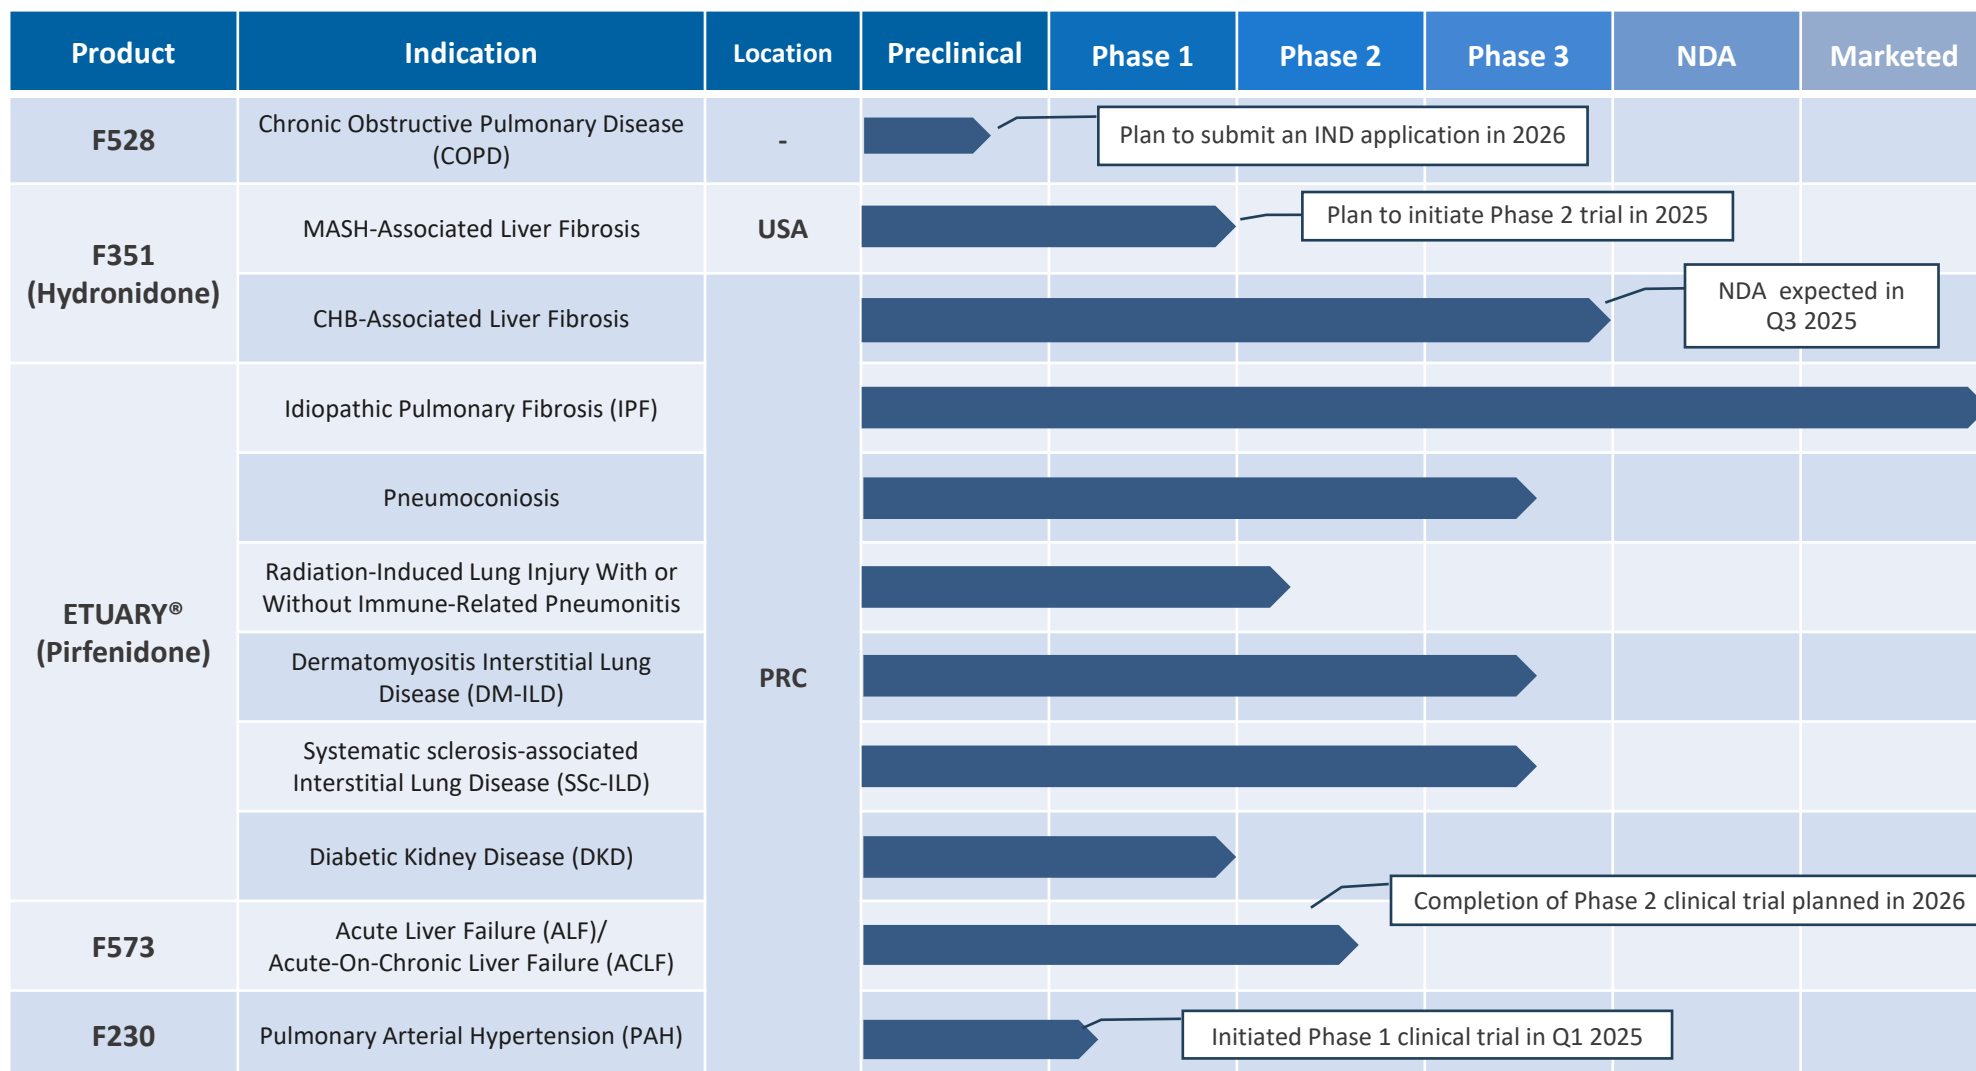 Product Indication Location Preclinical Phase 1 Phase 2 Phase 3 NDA Marketed
F528
Chronic Obstructive Pulmonary Disease
(COPD)
-
Plan to submit an IND application in 2026
F351
(Hydronidone)
MASH-Associated Liver Fibrosis
USA
Plan to initiate Phase 2 trial in 2025
CHB-Associated Liver Fibrosis
NDA  expected in
Q3 2025
ETUARY®
(Pirfenidone)
Idiopathic Pulmonary Fibrosis (IPF)
Pneumoconiosis
Radiation-Induced Lung Injury With or
Without Immune-Related Pneumonitis
Dermatomyositis Interstitial Lung
Disease (DM-ILD)
PRC
Systematic sclerosis-associated
Interstitial Lung Disease (SSc-ILD)
Diabetic Kidney Disease (DKD)
F573
Acute Liver Failure (ALF)/
Acute-On-Chronic Liver Failure (ACLF)
Completion of Phase 2 clinical trial planned in 2026
F230
Pulmonary Arterial Hypertension (PAH)
Initiated Phase 1 clinical trial in Q1 2025